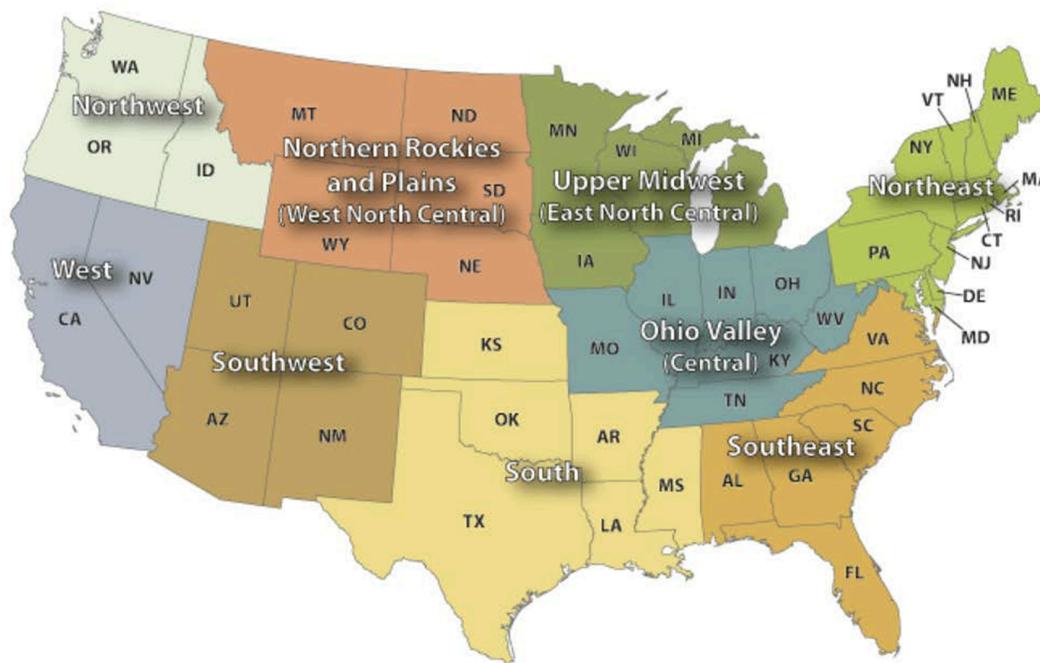 NH
ME
VT
WA
MT
ND
MN
MI
NY
Northwest
OR
ID
Northern Rockies
and Plains
(West North Central)
SD
WI
Upper Midwest
(East North Central)
Northeast
MA
RI
CT
WY
NE
IA
PA
NJ
West
NV
UT
CO
IL
IN
OH
WV
DE
MD
CA
KS
MO
Ohio Valley
(Central)
KY
VA
Southwest
TN
NC
AZ
NM
OK
AR
SC
Southeast
South
MS
AL
GA
TX
LA
FL